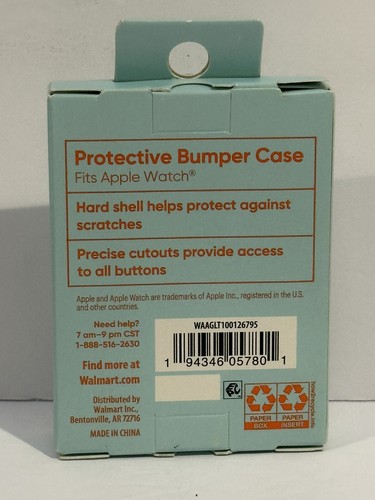 Protective Bumper Case
Fits Apple Watch®
Hard shell helps protect against
scratches
Precise cutouts provide access
to all buttons
Apple and Apple Watch are trademarks of Apple Inc., registered in the U.S.
and other countries.
Need help?
7 am-9 pm CST
1-888-516-2630
Find more at
Walmart.com
Distributed by
Walmart Inc.,
Bentonville, AR 72716
MADE IN CHINA
WAAGLT100126795
1 94346 05780 1
PAPER
BOX
PAPER
INSERT
how2recycle.info